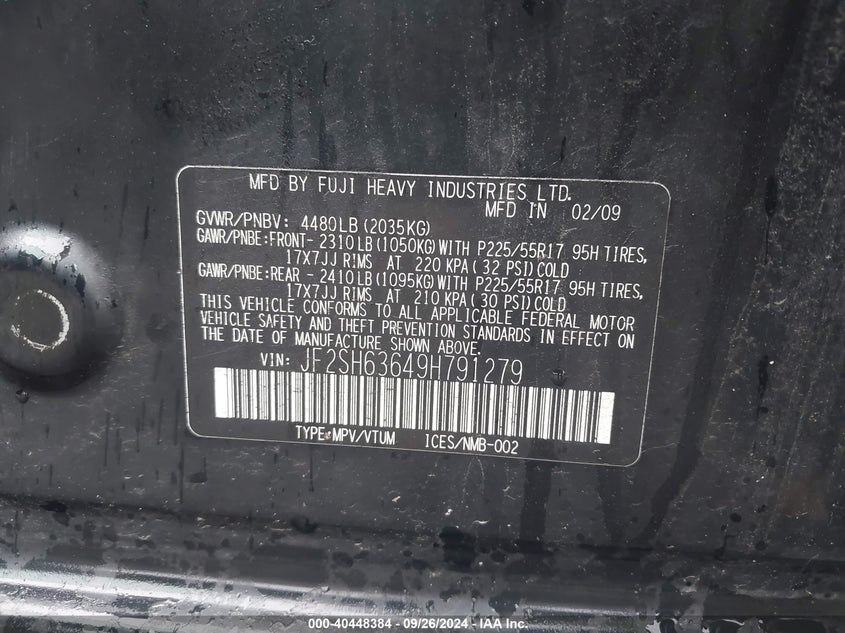 MFD BY FUJI HEAVY INDUSTRIES LTD.
MFD IN 02/09
GVWR/PNBV: 4480LB (2035KG)
GAWR/PNBE:FRONT- 2310LB (1050KG) WITH P225/55R17 95H TIRES,
17X7JJ RIMS AT 220 KPA (32 PSI) COLD
GAWR/PNBE:REAR - 2410LB (1095KG) WITH P225/55R17 95H TIRES,
17X7JJ RIMS AT 210 KPA (30 PSI) COLD
THIS VEHICLE CONFORMS TO ALL APPLICABLE FEDERAL MOTOR
VEHICLE SAFETY AND THEFT PREVENTION STANDARDS IN EFFECT ON
THE DATE OF MANUFACTURE SHOWN ABOVE.
VIN: JF2SH63649H791279
TYPE:MPV/VTUM ICES/NMB-002
000-40448384 - 09/26/2024 - IAA Inc.